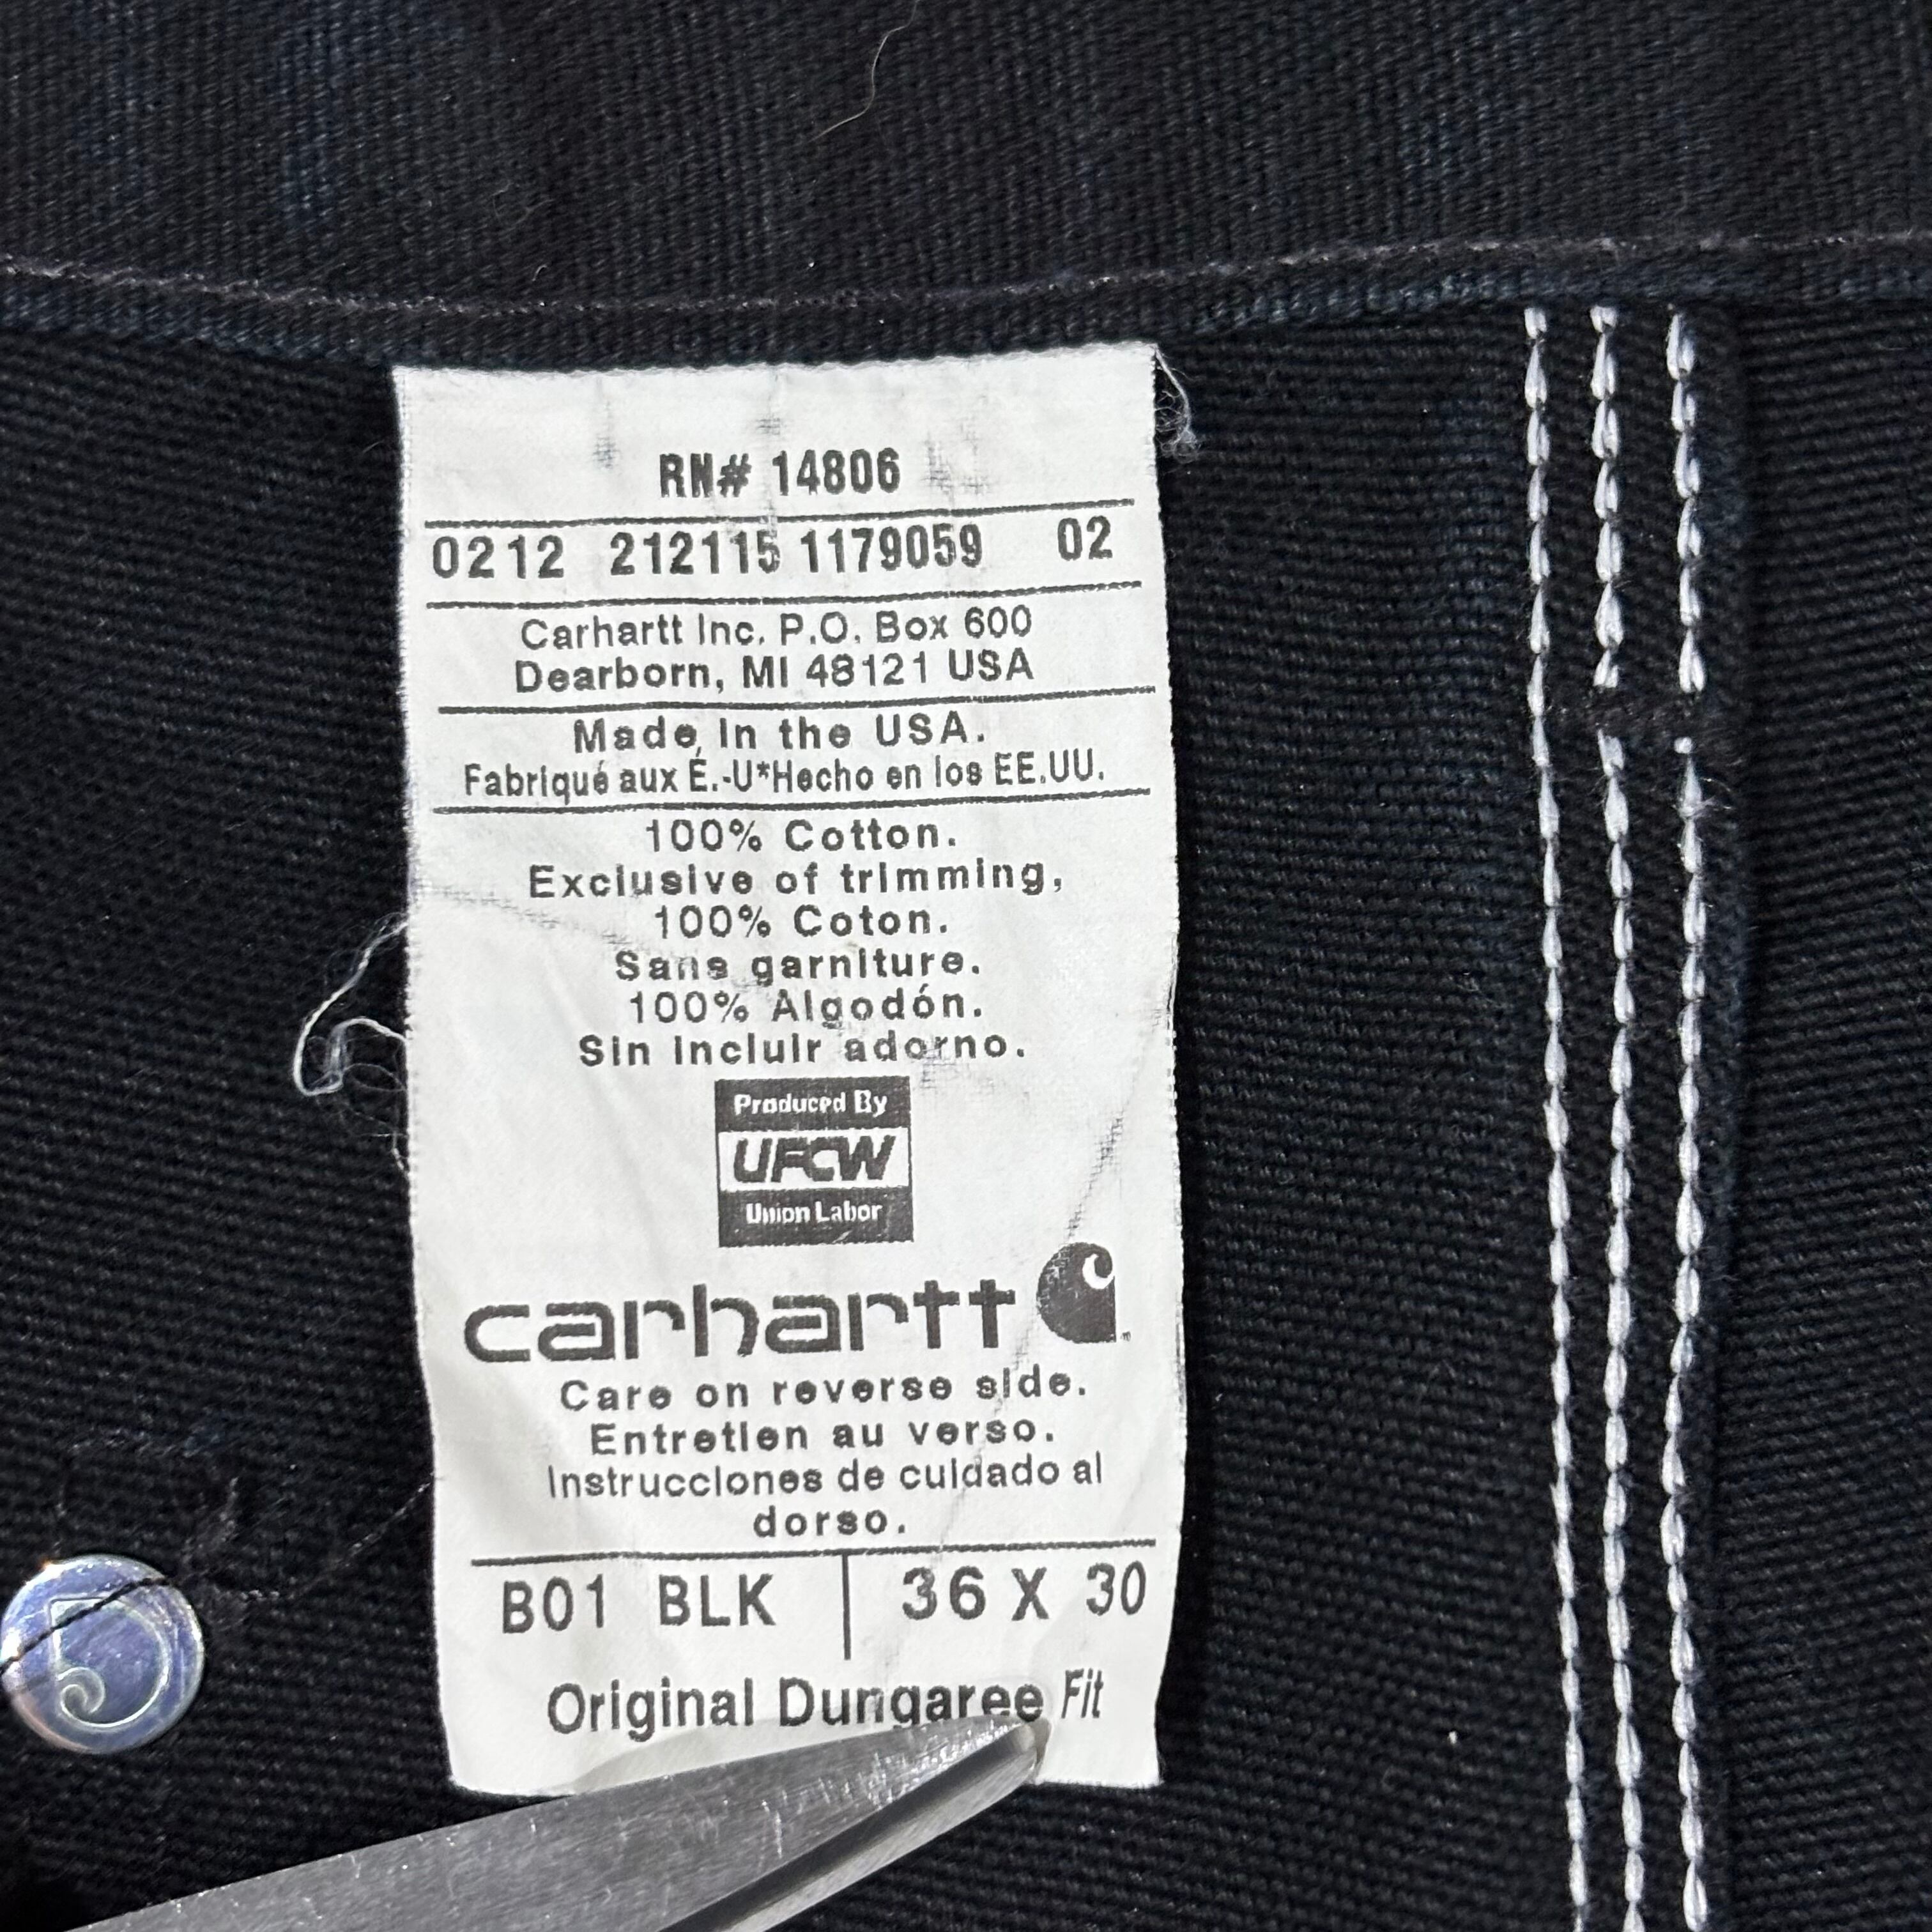 RN# 14806
0212 212115 1179059 02
Carhartt Inc. P.O. Box 600
Dearborn, MI 48121 USA
Made in the USA.
Fabriqué aux É.-U*Hecho en los EE.UU.
100% Cotton.
Exclusive of trimming,
100% Coton.
Sans garniture.
100% Algodón.
Sin incluir adorno.
Produced By
UFCW
Union Labor
carhartt
Care on reverse side.
Entretien au verso.
Instrucciones de cuidado al
dorso.
B01 BLK | 36 X 30
Original Dungaree Fit